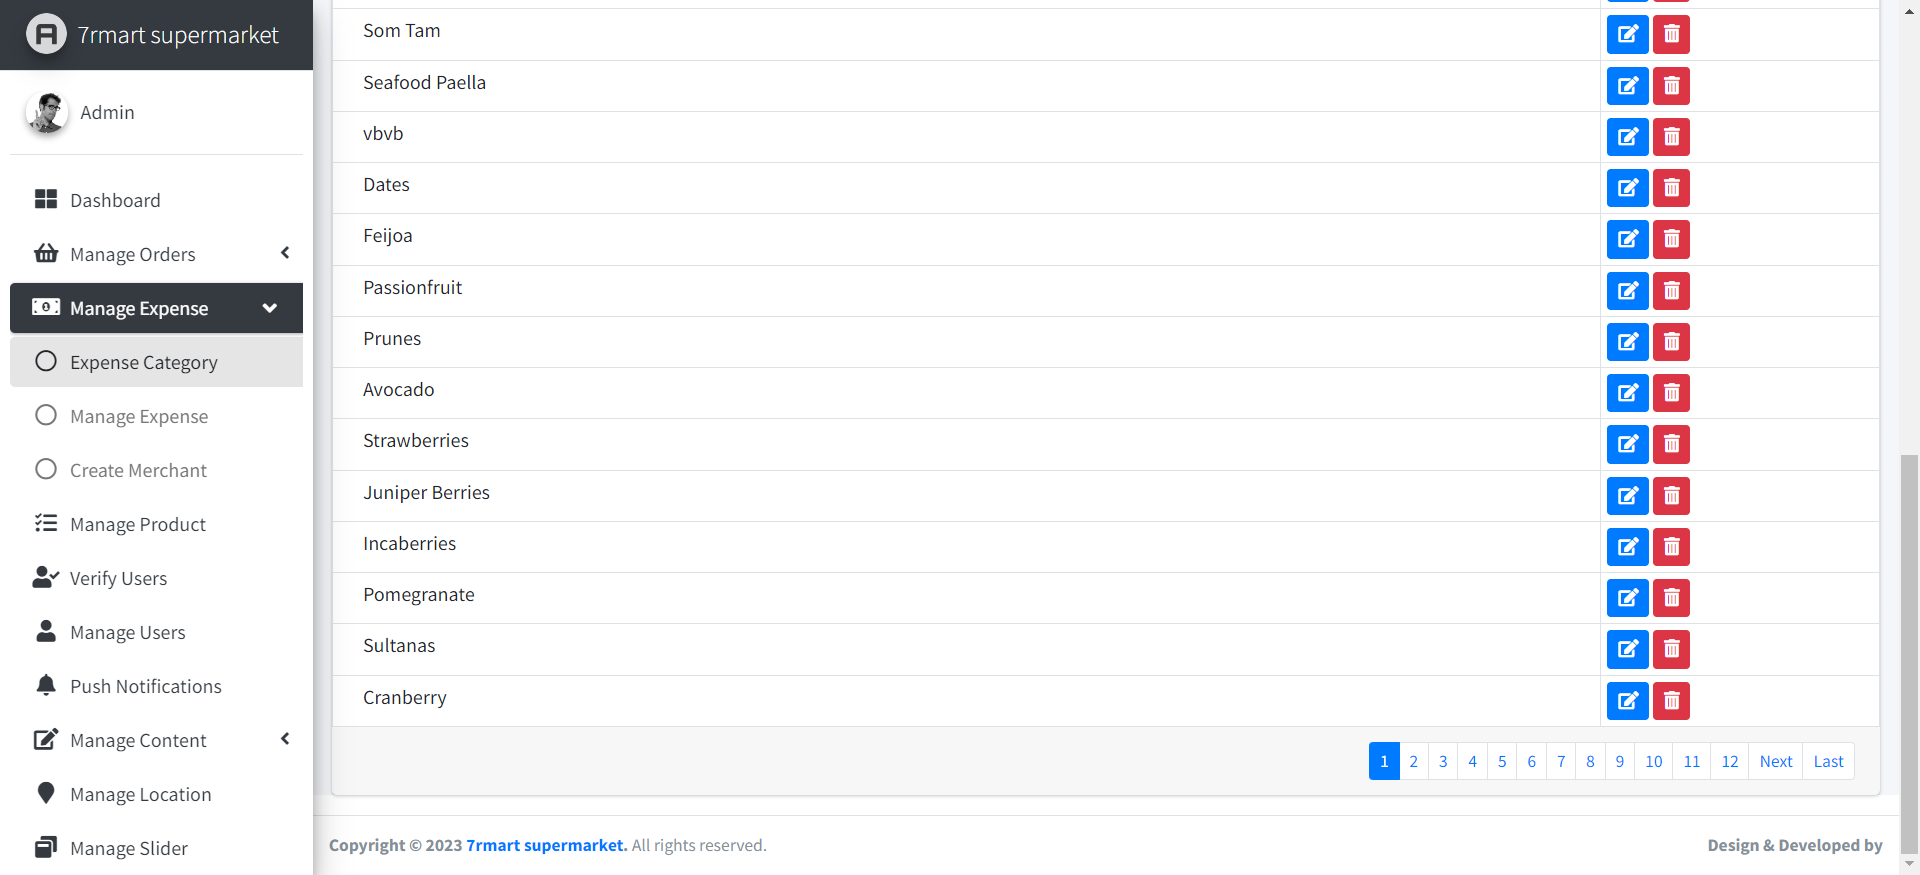 7rmart supermarket
Admin
Dashboard
Manage Orders
Manage Expense
Expense Category
Manage Expense
Create Merchant
Manage Product
Verify Users
Manage Users
Push Notifications
Manage Content
Manage Location
Manage Slider
Som Tam
Seafood Paella
vbvb
Dates
Feijoa
Passionfruit
Prunes
Avocado
Strawberries
Juniper Berries
Incaberries
Pomegranate
Sultanas
Cranberry
1 2 3 4 5 6 7 8 9 10 11 12 Next Last
Copyright © 2023 7rmart supermarket. All rights reserved.
Design & Developed by